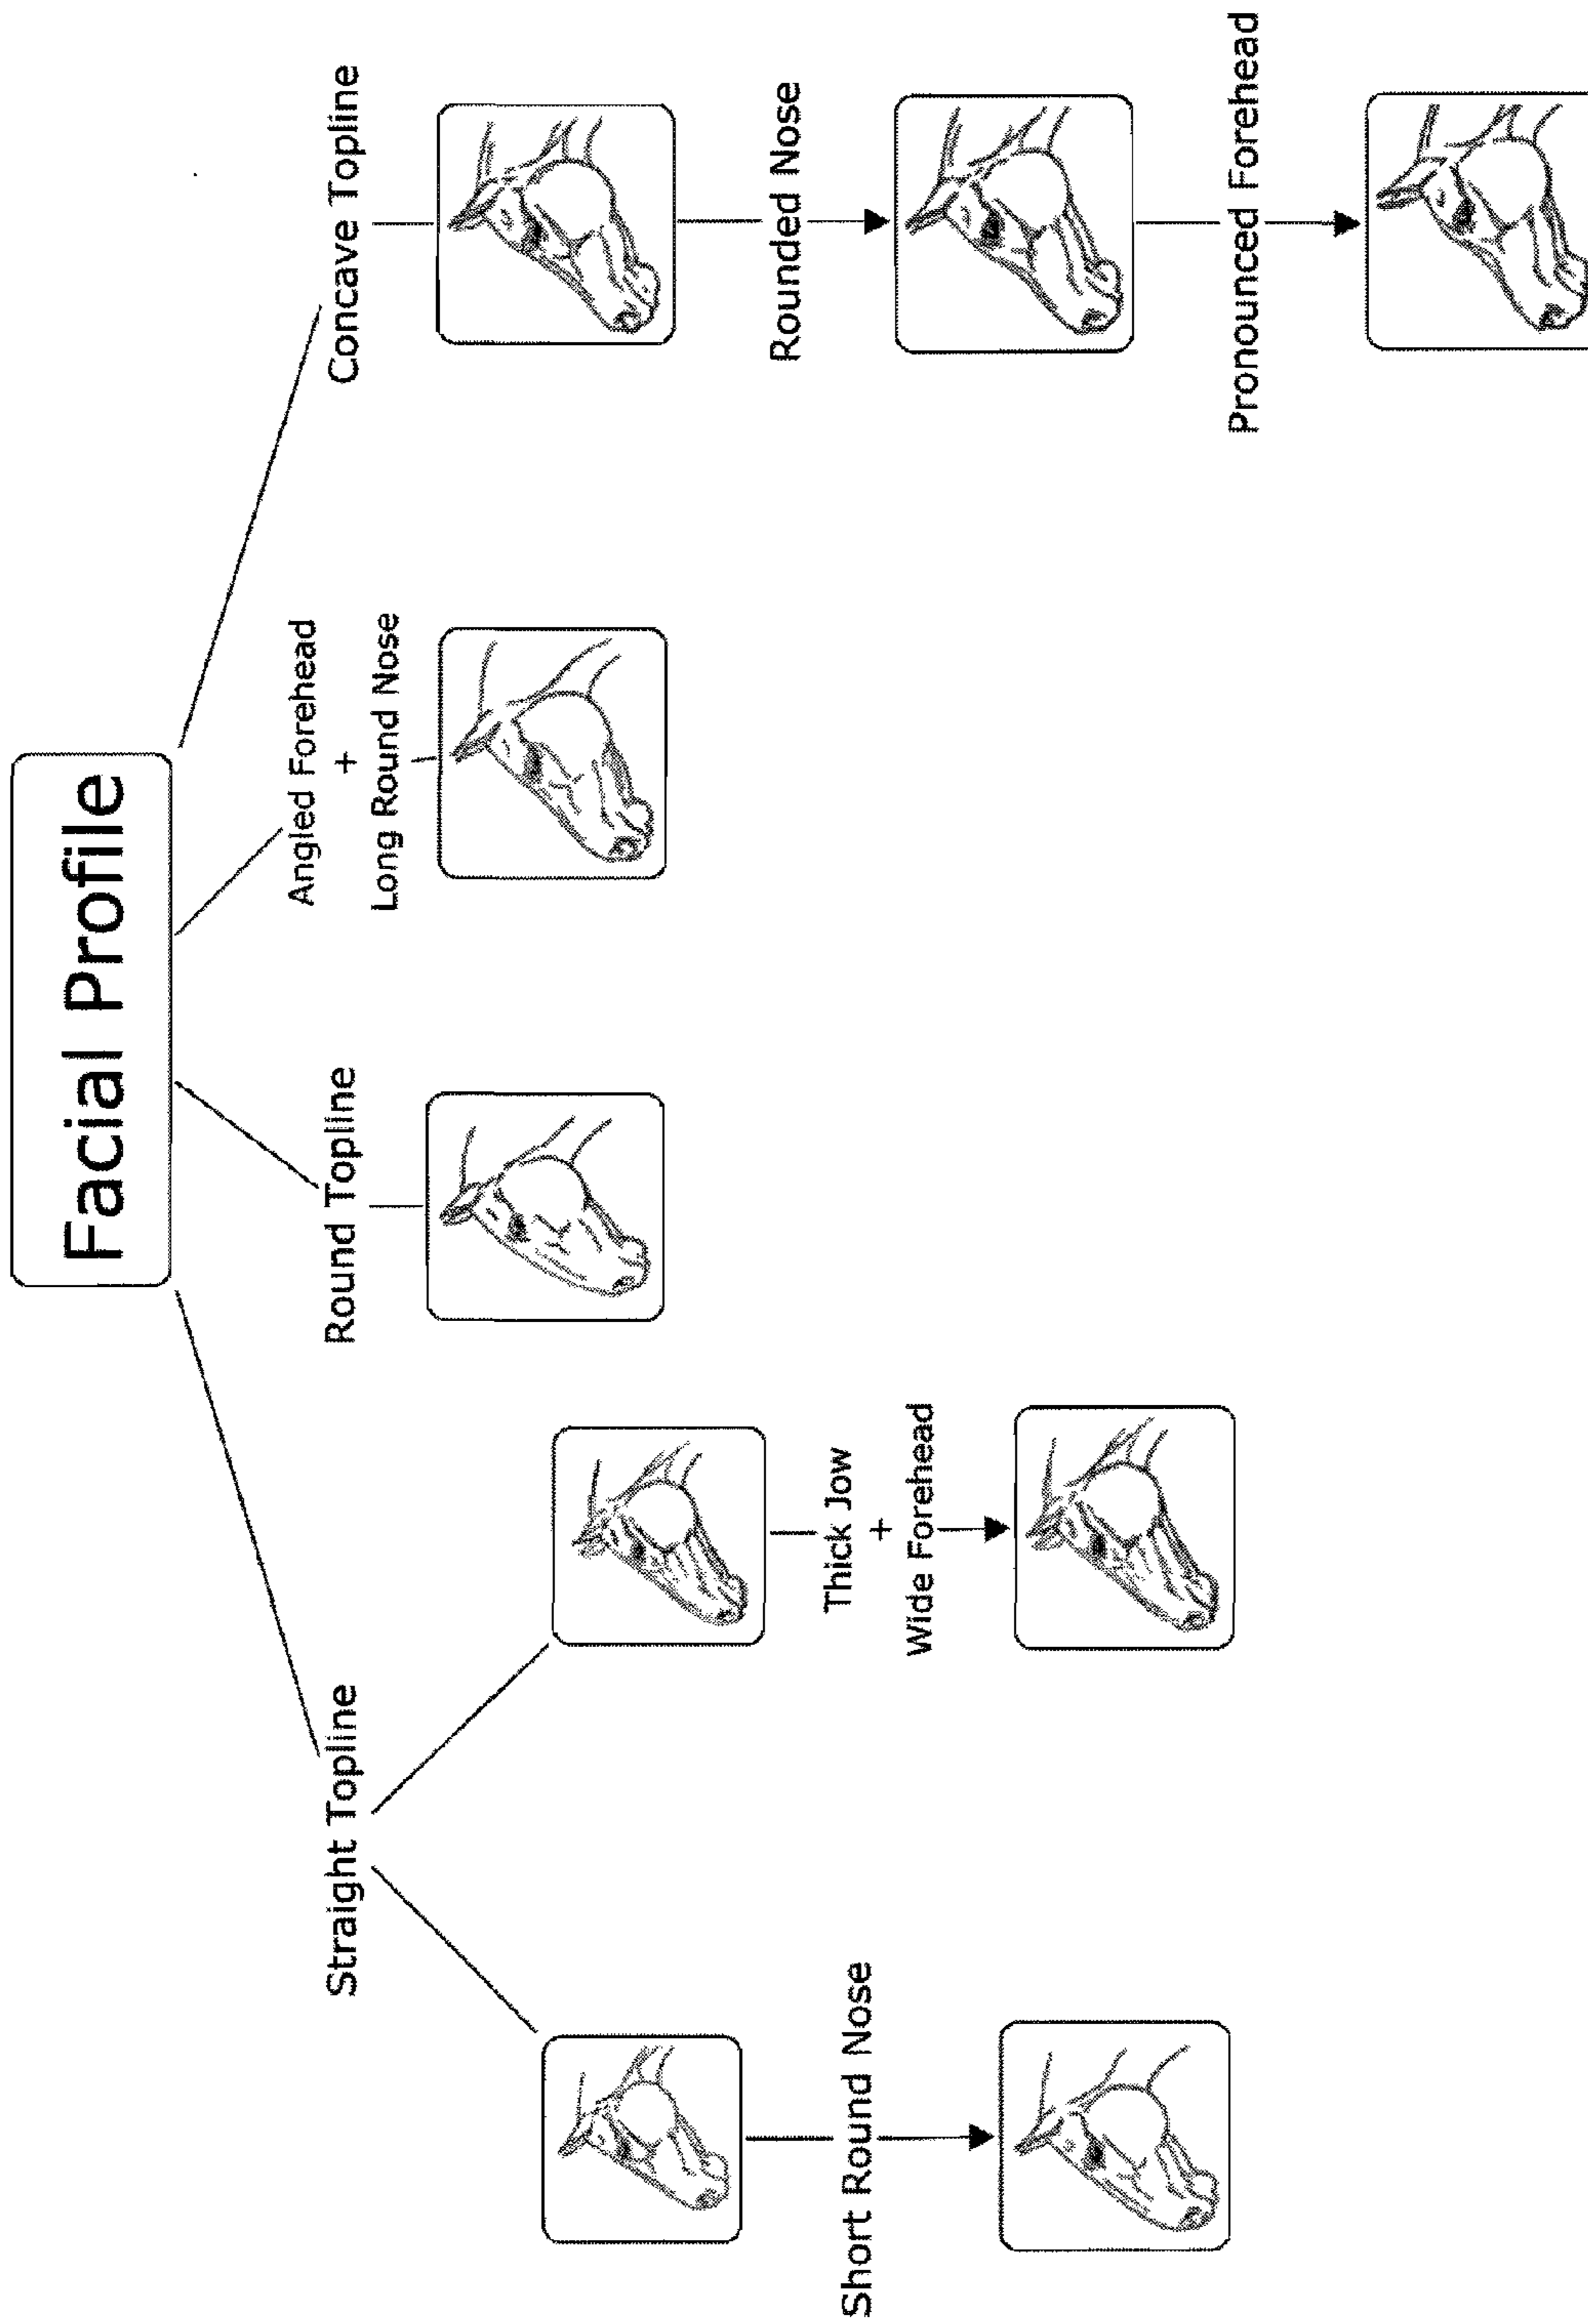 Facial Profile
Straight Topline
Round Topline
Angled Forehead
+
Long Round Nose
Concave Topline
Short Round Nose
Thick Jow
+
Wide Forehead
Rounded Nose
Pronounced Forehead